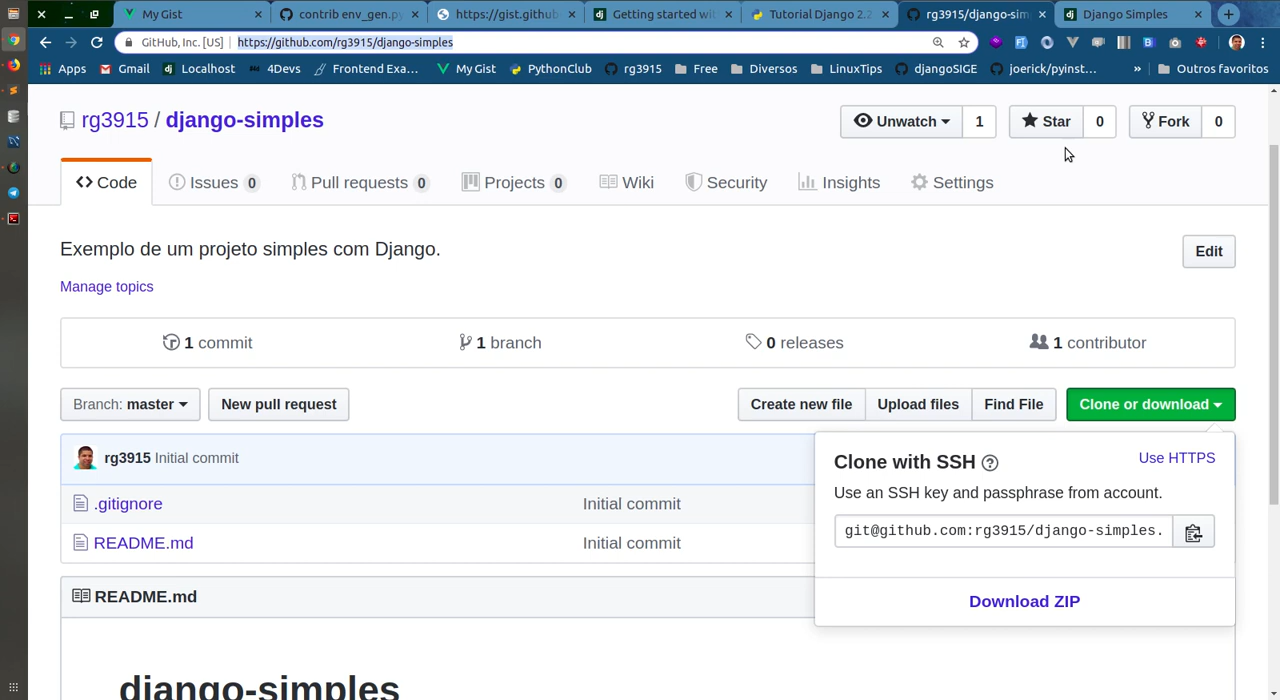 My Gist
contrib env_gen.py
https://gist.github
Getting started wit
Tutorial Django 2.2
rg3915/django-sim
Django Simples
GitHub, Inc. [US] | https://github.com/rg3915/django-simples
Apps
Gmail
Localhost
4Devs
Frontend Exa...
My Gist
PythonClub
rg3915
Free
Diversos
LinuxTips
djangoSIGE
joerick/pyinst...
»
Outros favoritos
rg3915 / django-simples
Unwatch 1
Star 0
Fork 0
Code
Issues 0
Pull requests 0
Projects 0
Wiki
Security
Insights
Settings
Exemplo de um projeto simples com Django.
Edit
Manage topics
1 commit
1 branch
0 releases
1 contributor
Branch: master
New pull request
Create new file
Upload files
Find File
Clone or download
rg3915 Initial commit
.gitignore
Initial commit
README.md
Initial commit
Clone with SSH
Use HTTPS
Use an SSH key and passphrase from account.
git@github.com:rg3915/django-simples.
Download ZIP
README.md
django-simples